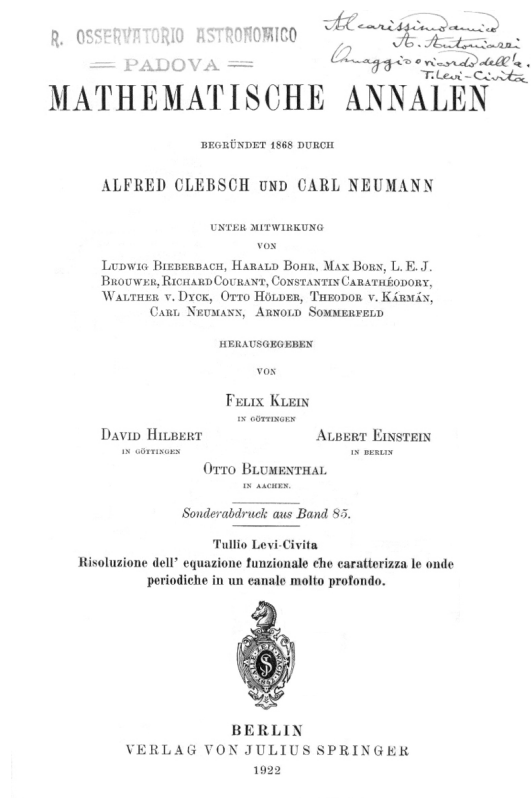 R. OSSERVATORIO ASTRONOMICO
PADOVA
Al carissimo amico
A. Antoniazzi
Omaggio e ricordo dell'a.
T. Levi-Civita
MATHEMATISCHE ANNALEN
BEGRÜNDET 1868 DURCH
ALFRED CLEBSCH UND CARL NEUMANN
UNTER MITWIRKUNG
VON
LUDWIG BIEBERBACH, HARALD BOHR, MAX BORN, L. E. J.
BROUWER, RICHARD COURANT, CONSTANTIN CARATHÉODORY,
WALTHER V. DYCK, OTTO HÖLDER, THEODOR V. KÁRMÁN,
CARL NEUMANN, ARNOLD SOMMERFELD
HERAUSGEGEBEN
VON
FELIX KLEIN
IN GÖTTINGEN
DAVID HILBERT
IN GÖTTINGEN
ALBERT EINSTEIN
IN BERLIN
OTTO BLUMENTHAL
IN AACHEN.
Sonderabdruck aus Band 85.
Tullio Levi-Civita
Risoluzione dell' equazione funzionale che caratterizza le onde
periodiche in un canale molto profondo.
BERLIN
VERLAG VON JULIUS SPRINGER
1922